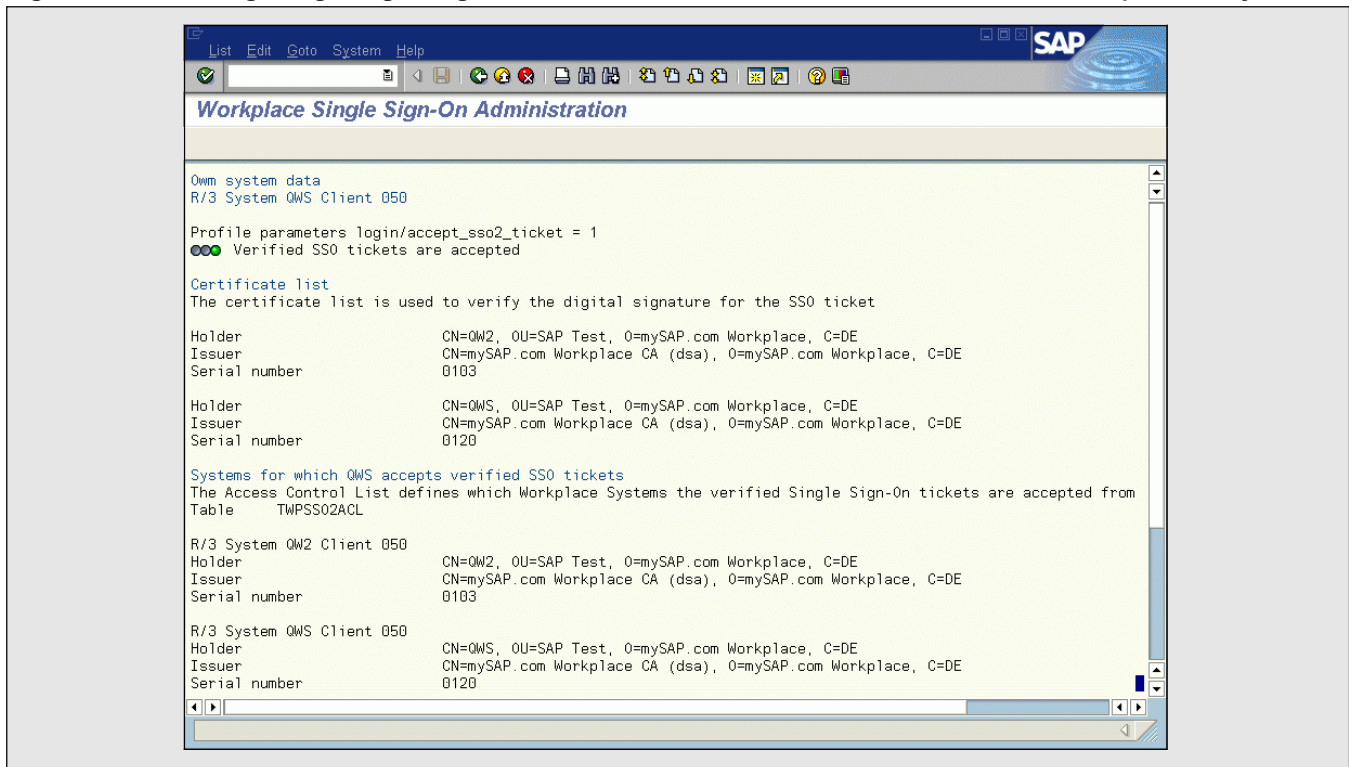 List Edit Goto System Help
SAP
Workplace Single Sign-On Administration
Own system data
R/3 System QWS Client 050
Profile parameters login/accept_sso2_ticket = 1
Verified SSO tickets are accepted
Certificate list
The certificate list is used to verify the digital signature for the SSO ticket
Holder CN=QW2, OU=SAP Test, O=mySAP.com Workplace, C=DE
Issuer CN=mySAP.com Workplace CA (dsa), O=mySAP.com Workplace, C=DE
Serial number 0103
Holder CN=QWS, OU=SAP Test, O=mySAP.com Workplace, C=DE
Issuer CN=mySAP.com Workplace CA (dsa), O=mySAP.com Workplace, C=DE
Serial number 0120
Systems for which QWS accepts verified SSO tickets
The Access Control List defines which Workplace Systems the verified Single Sign-On tickets are accepted from
Table TWPSSO2ACL
R/3 System QW2 Client 050
Holder CN=QW2, OU=SAP Test, O=mySAP.com Workplace, C=DE
Issuer CN=mySAP.com Workplace CA (dsa), O=mySAP.com Workplace, C=DE
Serial number 0103
R/3 System QWS Client 050
Holder CN=QWS, OU=SAP Test, O=mySAP.com Workplace, C=DE
Issuer CN=mySAP.com Workplace CA (dsa), O=mySAP.com Workplace, C=DE
Serial number 0120